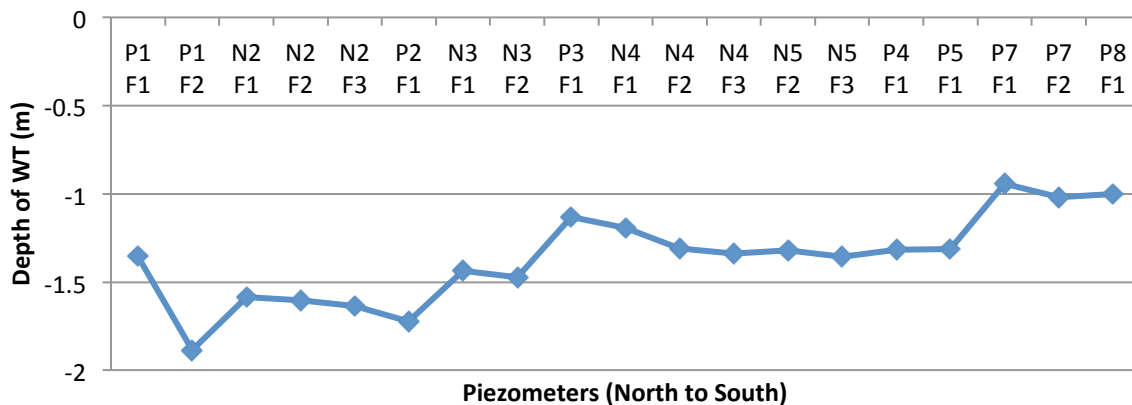 0
P1 P1 N2 N2 N2 P2 N3 N3 P3 N4 N4 N4 N5 N5 P4 P5 P7 P7 P8
F1 F2 F1 F2 F3 F1 F1 F2 F1 F1 F2 F3 F2 F3 F1 F1 F1 F2 F1
-0.5
-1
-1.5
-2
Depth of WT (m)
Piezometers (North to South)